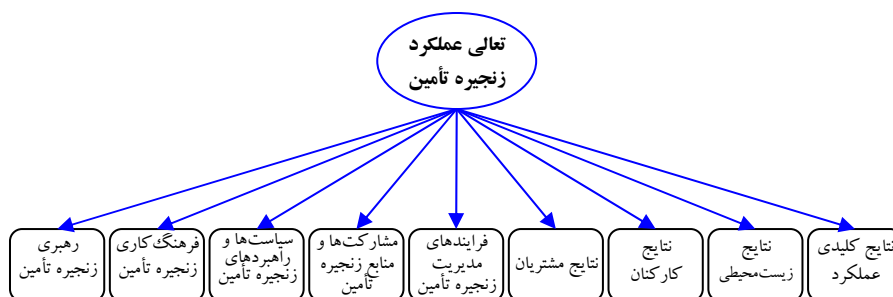 تعالی عملکرد
زنجیره تأمین
نتایج کلیدی
عملکرد
نتایج
زیست‌محیطی
نتایج
کارکنان
نتایج مشتریان
فرایندهای
مدیریت
زنجیره تأمین
مشارکت‌ها و
منابع زنجیره
تأمین
سیاست‌ها و
راهبردهای
زنجیره تأمین
فرهنگ‌کاری
زنجیره تأمین
رهبری
زنجیره تأمین